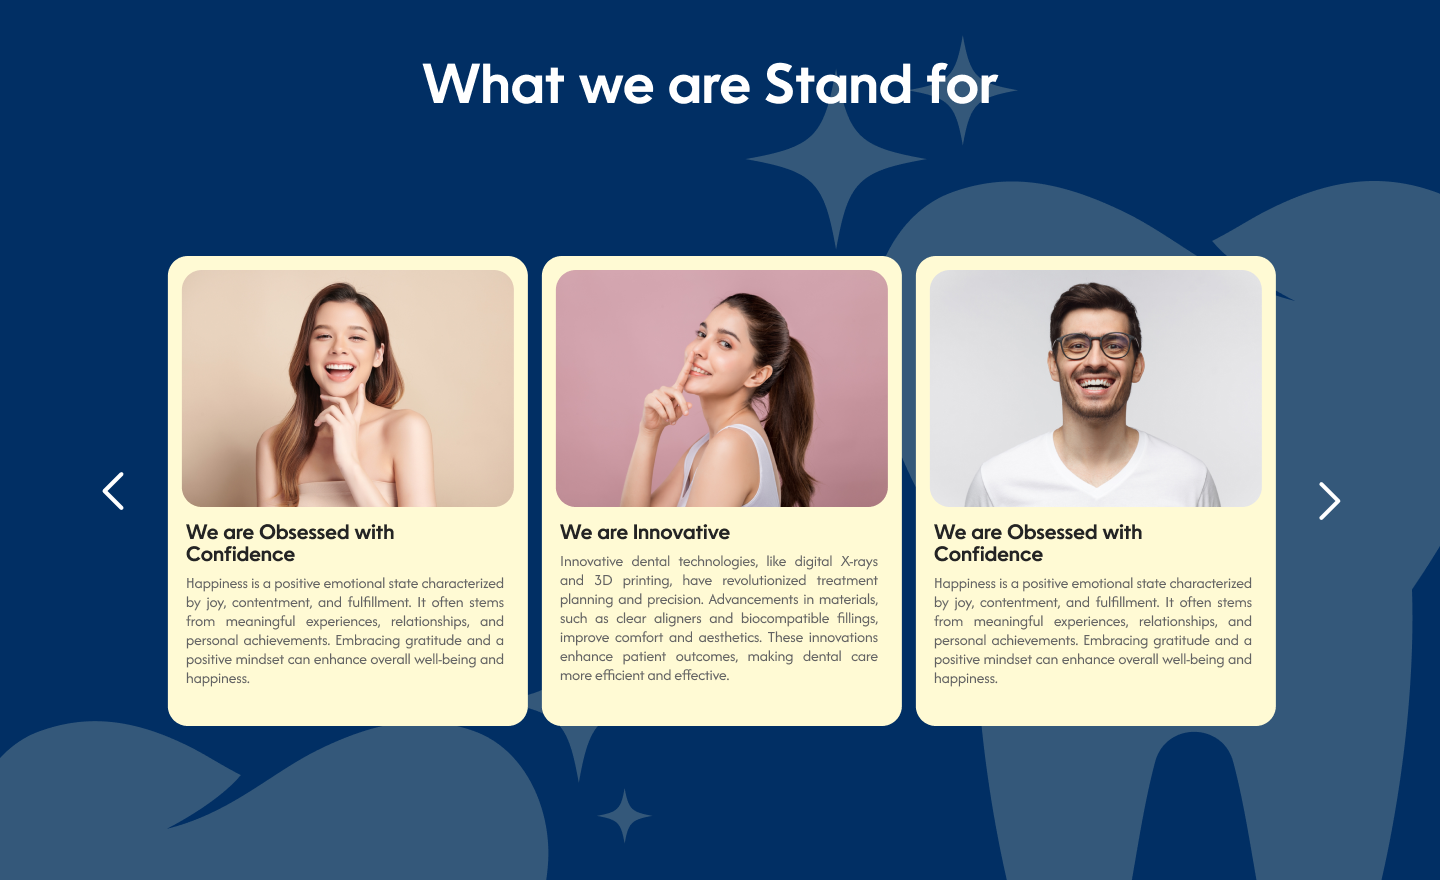 What we are Stand for
We are Obsessed with
Confidence
Happiness is a positive emotional state characterized
by joy, contentment, and fulfillment. It often stems
from meaningful experiences, relationships, and
personal achievements. Embracing gratitude and a
positive mindset can enhance overall well-being and
happiness.
We are Innovative
Innovative dental technologies, like digital X-rays
and 3D printing, have revolutionized treatment
planning and precision. Advancements in materials,
such as clear aligners and biocompatible fillings,
improve comfort and aesthetics. These innovations
enhance patient outcomes, making dental care
more efficient and effective.
We are Obsessed with
Confidence
Happiness is a positive emotional state characterized
by joy, contentment, and fulfillment. It often stems
from meaningful experiences, relationships, and
personal achievements. Embracing gratitude and a
positive mindset can enhance overall well-being and
happiness.